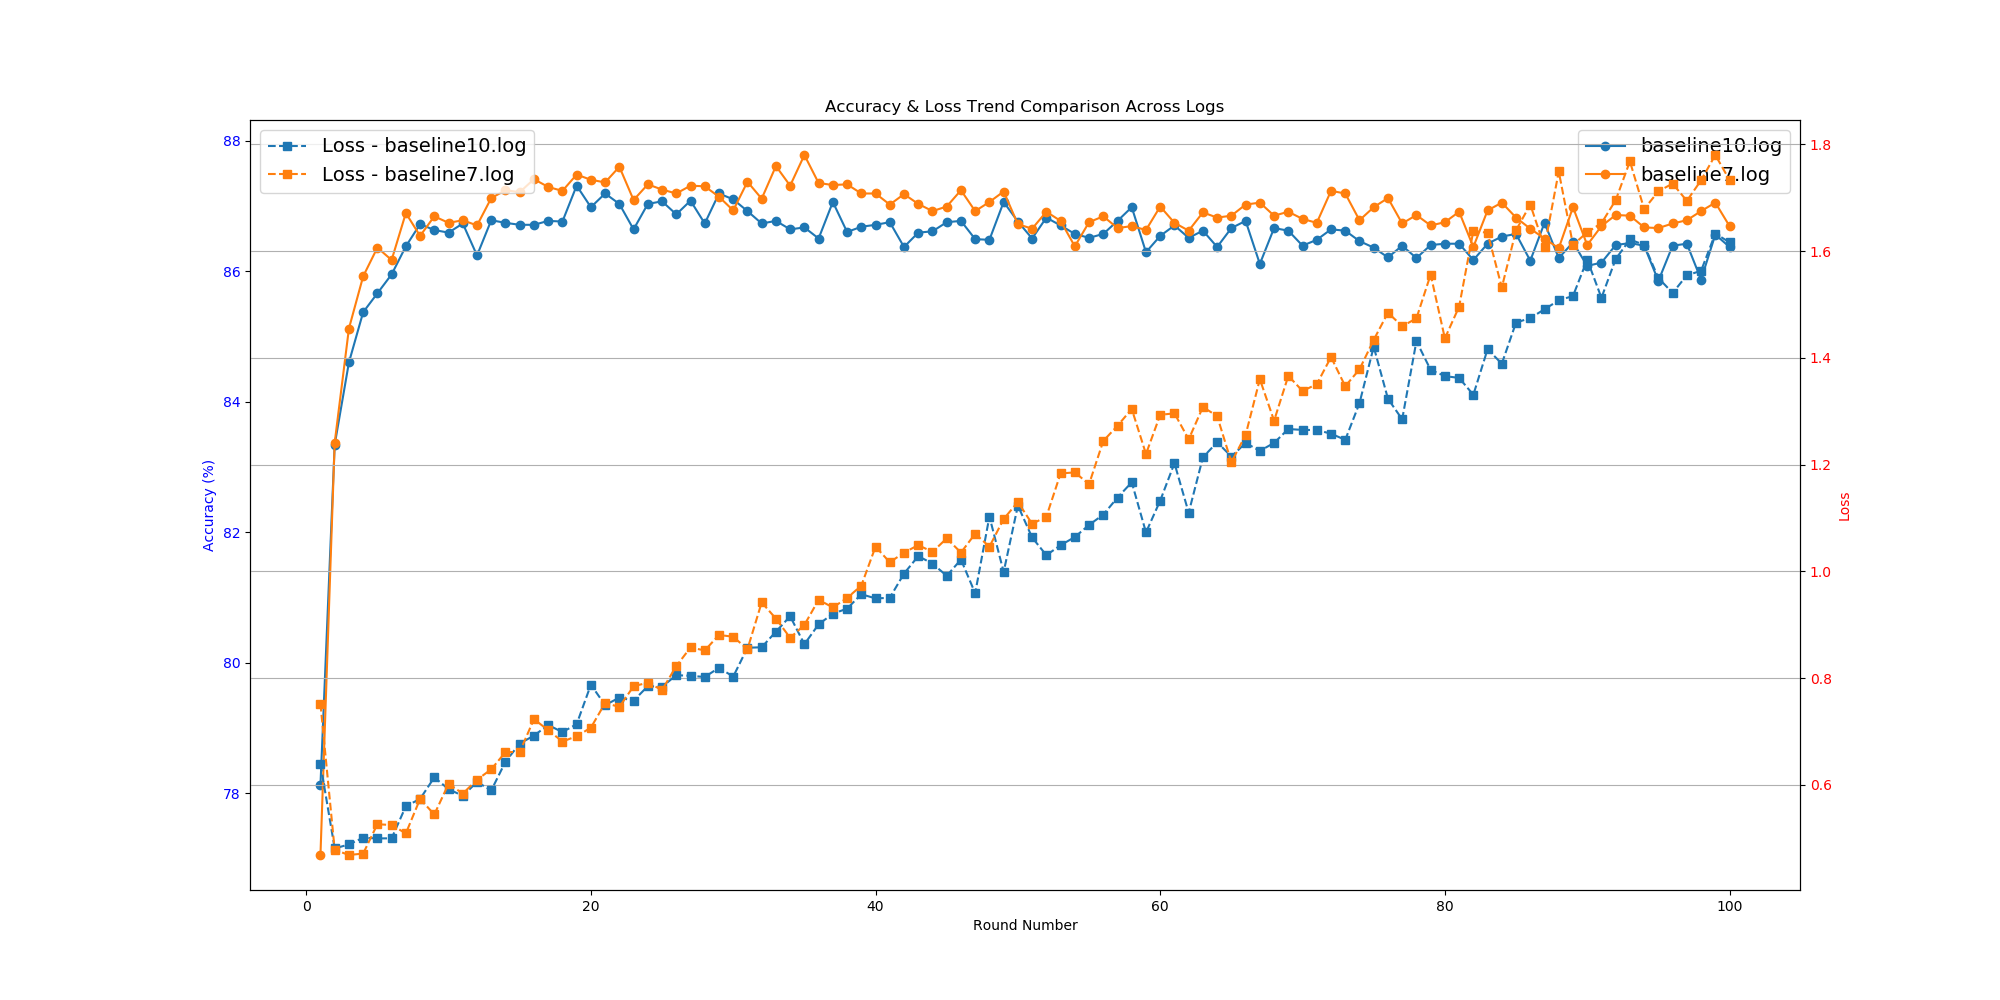 Accuracy & Loss Trend Comparison Across Logs
Loss - baseline10.log
Loss - baseline7.log
baseline10.log
baseline7.log
88
86
84
82
80
78
Accuracy (%)
1.8
1.6
1.4
1.2
1.0
0.8
0.6
Loss
0 20 40 60 80 100
Round Number